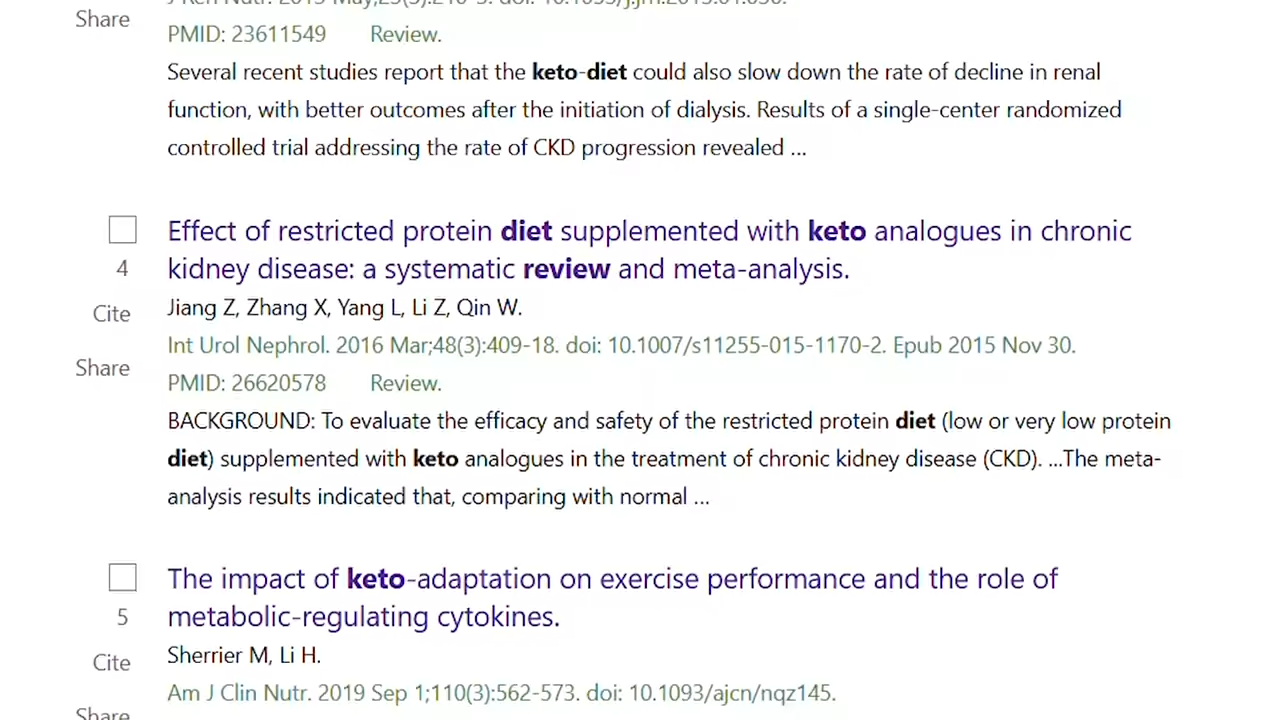 Share
PMID: 23611549 Review.
Several recent studies report that the keto-diet could also slow down the rate of decline in renal
function, with better outcomes after the initiation of dialysis. Results of a single-center randomized
controlled trial addressing the rate of CKD progression revealed ...
Effect of restricted protein diet supplemented with keto analogues in chronic
kidney disease: a systematic review and meta-analysis.
4
Cite
Share
Jiang Z, Zhang X, Yang L, Li Z, Qin W.
Int Urol Nephrol. 2016 Mar;48(3):409-18. doi: 10.1007/s11255-015-1170-2. Epub 2015 Nov 30.
PMID: 26620578 Review.
BACKGROUND: To evaluate the efficacy and safety of the restricted protein diet (low or very low protein
diet) supplemented with keto analogues in the treatment of chronic kidney disease (CKD). ...The meta-
analysis results indicated that, comparing with normal ...
The impact of keto-adaptation on exercise performance and the role of
metabolic-regulating cytokines.
5
Cite
Share
Sherrier M, Li H.
Am J Clin Nutr. 2019 Sep 1;110(3):562-573. doi: 10.1093/ajcn/nqz145.